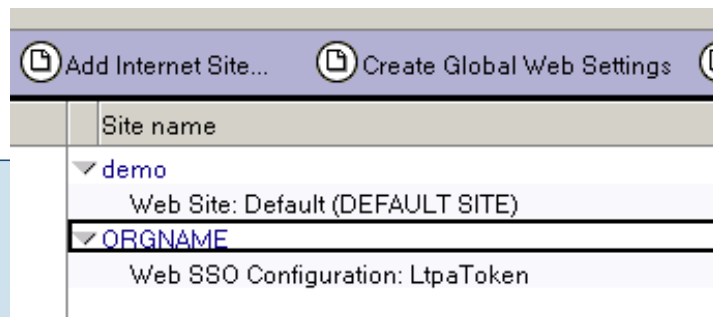 Add Internet Site... Create Global Web Settings
Site name
demo
Web Site: Default (DEFAULT SITE)
ORGNAME
Web SSO Configuration: LtpaToken